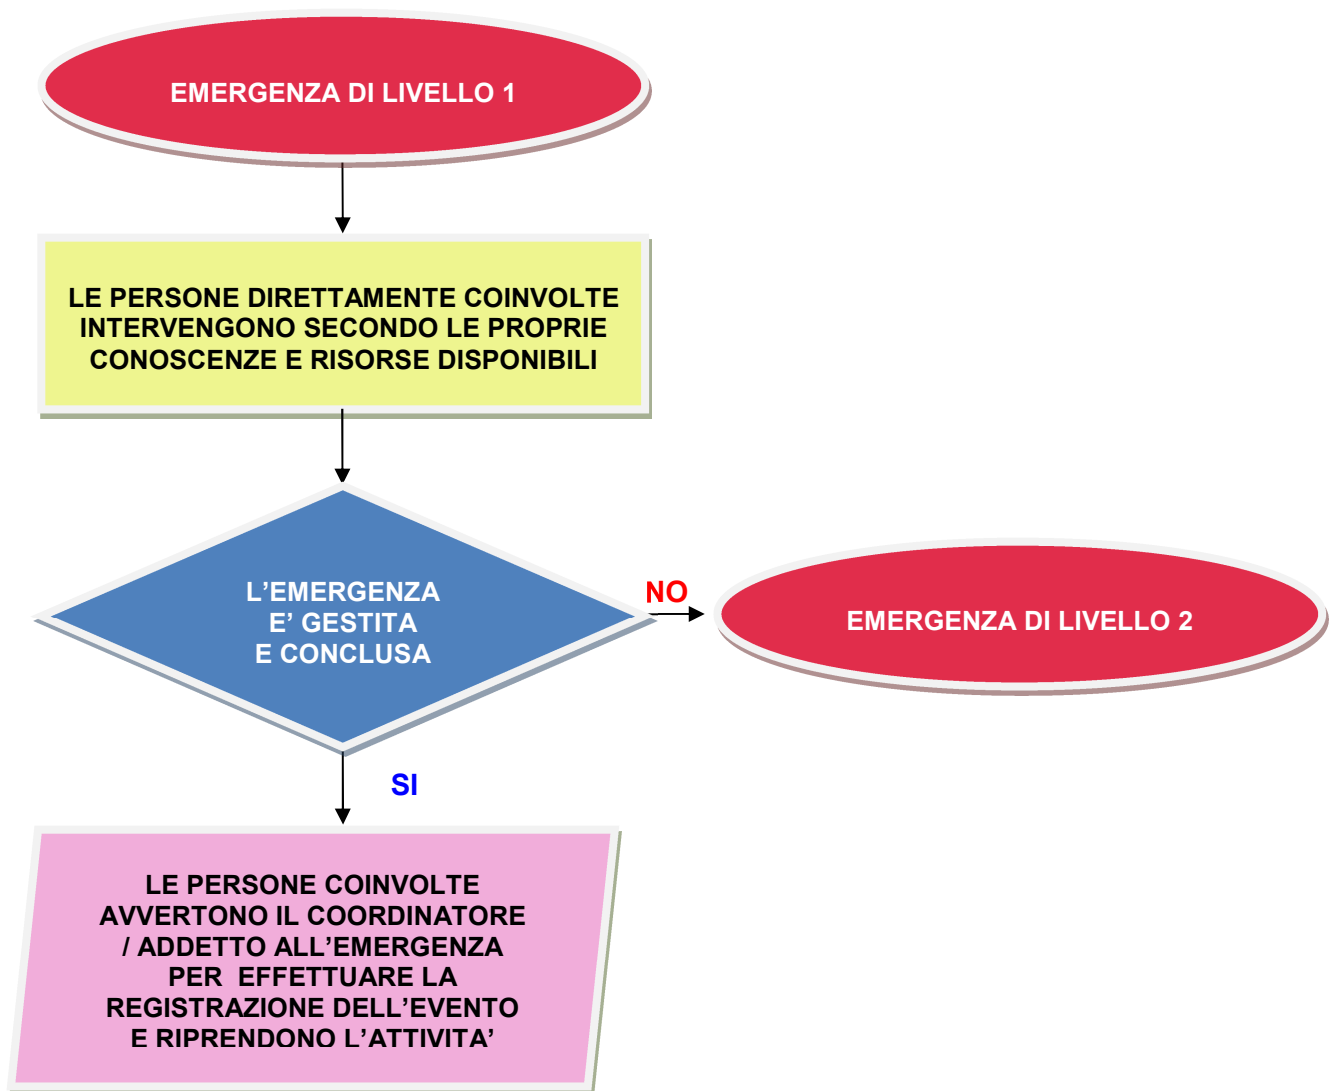 EMERGENZA DI LIVELLO 1
LE PERSONE DIRETTAMENTE COINVOLTE
INTERVENGONO SECONDO LE PROPRIE
CONOSCENZE E RISORSE DISPONIBILI
L’EMERGENZA
E’ GESTITA
E CONCLUSA
NO
EMERGENZA DI LIVELLO 2
SI
LE PERSONE COINVOLTE
AVVERTONO IL COORDINATORE
/ ADDETTO ALL’EMERGENZA
PER EFFETTUARE LA
REGISTRAZIONE DELL’EVENTO
E RIPRENDONO L’ATTIVITA’